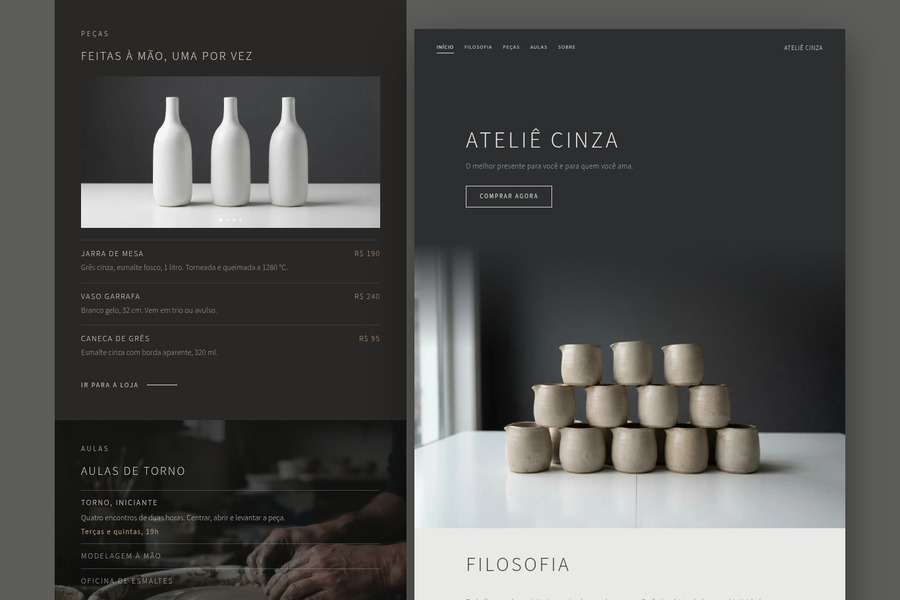 PEÇAS
FEITAS À MÃO, UMA POR VEZ
JARRA DE MESA R$ 190
Grês cinza, esmalte fosco, 1 litro. Torneada e queimada a 1280 °C.
VASO GARRAFA R$ 240
Branco gelo, 32 cm. Vem em trio ou avulso.
CANECA DE GRÊS R$ 95
Esmalte cinza com borda aparente, 320 ml.
IR PARA A LOJA
AULAS
AULAS DE TORNO
TORNO, INICIANTE
Quatro encontros de duas horas. Centrar, abrir e levantar a peça.
Terças e quintas, 19h
MODELAGEM À MÃO
OFICINA DE ESMALTES
INÍCIO FILOSOFIA PEÇAS AULAS SOBRE ATELIÊ CINZA
ATELIÊ CINZA
O melhor presente para você e para quem você ama.
COMPRAR AGORA
FILOSOFIA